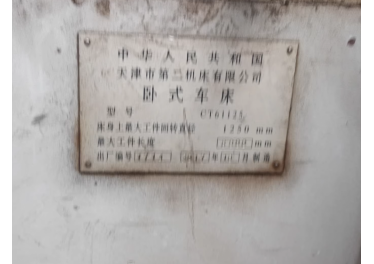 中华人民共和国
天津市第二机床有限公司
卧式车床
型号
床身上最大工件回转直径 1250 mm
最大工件长度 mm
出厂编号 年 月制造